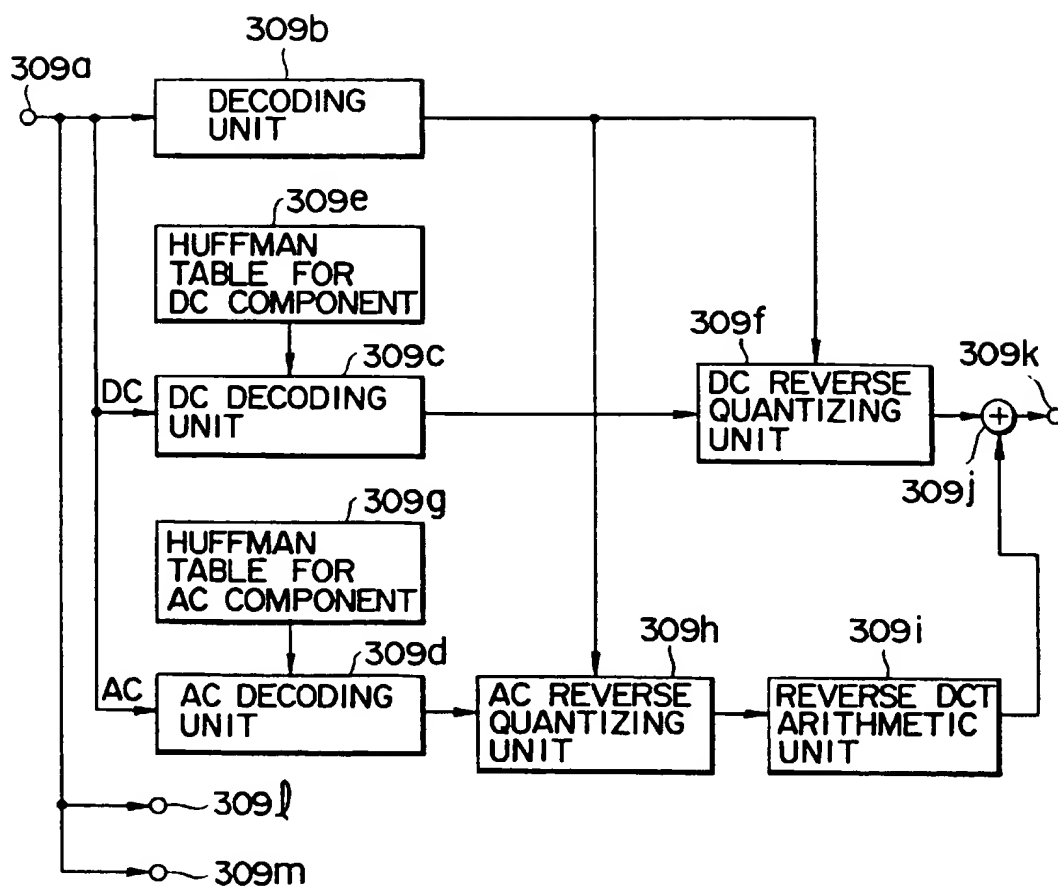 309a
309b
DECODING
UNIT
309e
HUFFMAN
TABLE FOR
DC COMPONENT
309c
DC
DC DECODING
UNIT
309f
DC REVERSE
QUANTIZING
UNIT
309k
+
309j
309g
HUFFMAN
TABLE FOR
AC COMPONENT
309d
AC
AC DECODING
UNIT
309h
AC REVERSE
QUANTIZING
UNIT
309i
REVERSE DCT
ARITHMETIC
UNIT
309l
309m